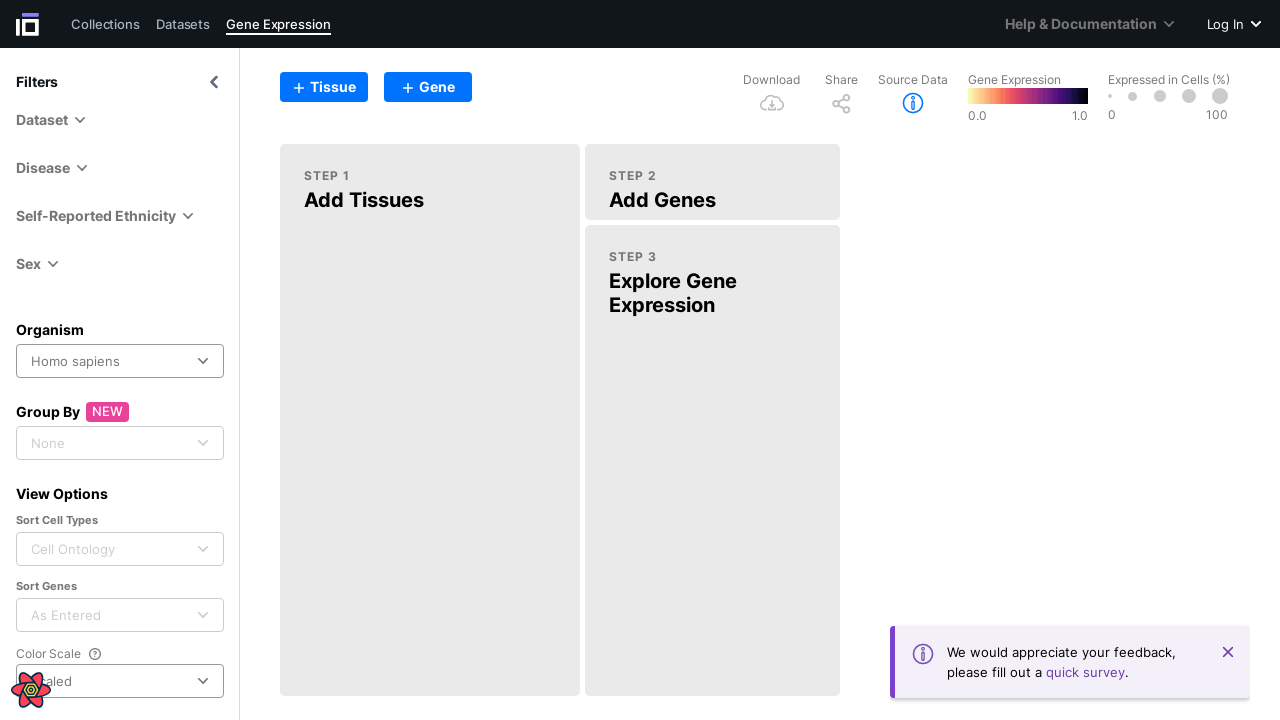 Collections Datasets Gene Expression Help & Documentation Log In
Filters
Dataset
Disease
Self-Reported Ethnicity
Sex
Organism
Homo sapiens
Group By NEW
None
View Options
Sort Cell Types
Cell Ontology
Sort Genes
As Entered
Color Scale
+ Tissue + Gene
Download Share Source Data Gene Expression Expressed in Cells (%)
0.0 1.0 0 100
STEP 1
Add Tissues
STEP 2
Add Genes
STEP 3
Explore Gene
Expression
We would appreciate your feedback,
please fill out a quick survey.